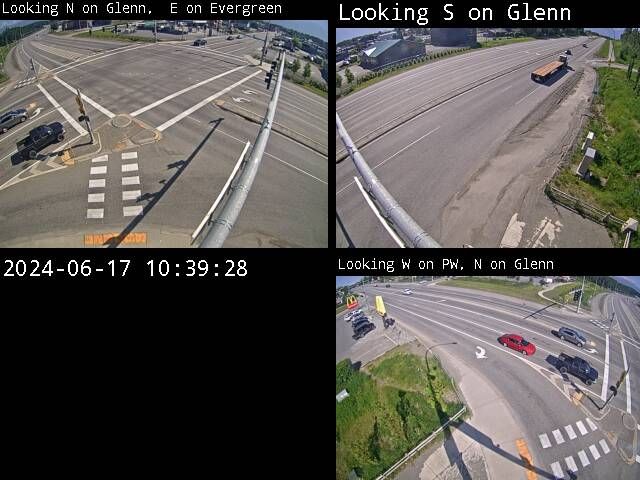 Looking N on Glenn,  E on Evergreen
Looking S on Glenn
2024-06-17 10:39:28
Looking W on PW, N on Glenn